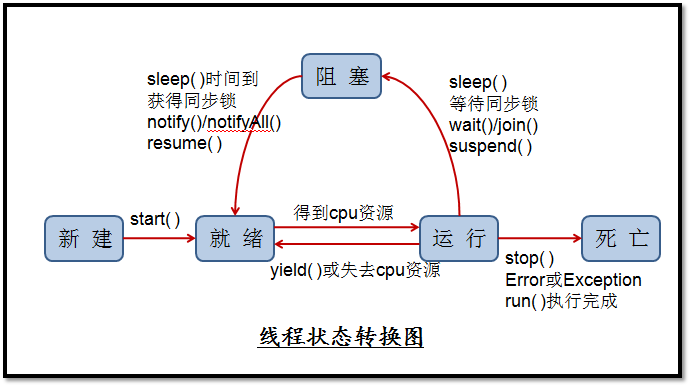 阻 塞
sleep( )时间到
获得同步锁
notify()/notifyAll()
resume( )
sleep( )
等待同步锁
wait()/join()
suspend( )
新 建
start( )
就 绪
得到cpu资源
yield( )或失去cpu资源
运 行
stop( )
Error或Exception
run( )执行完成
死 亡
线程状态转换图